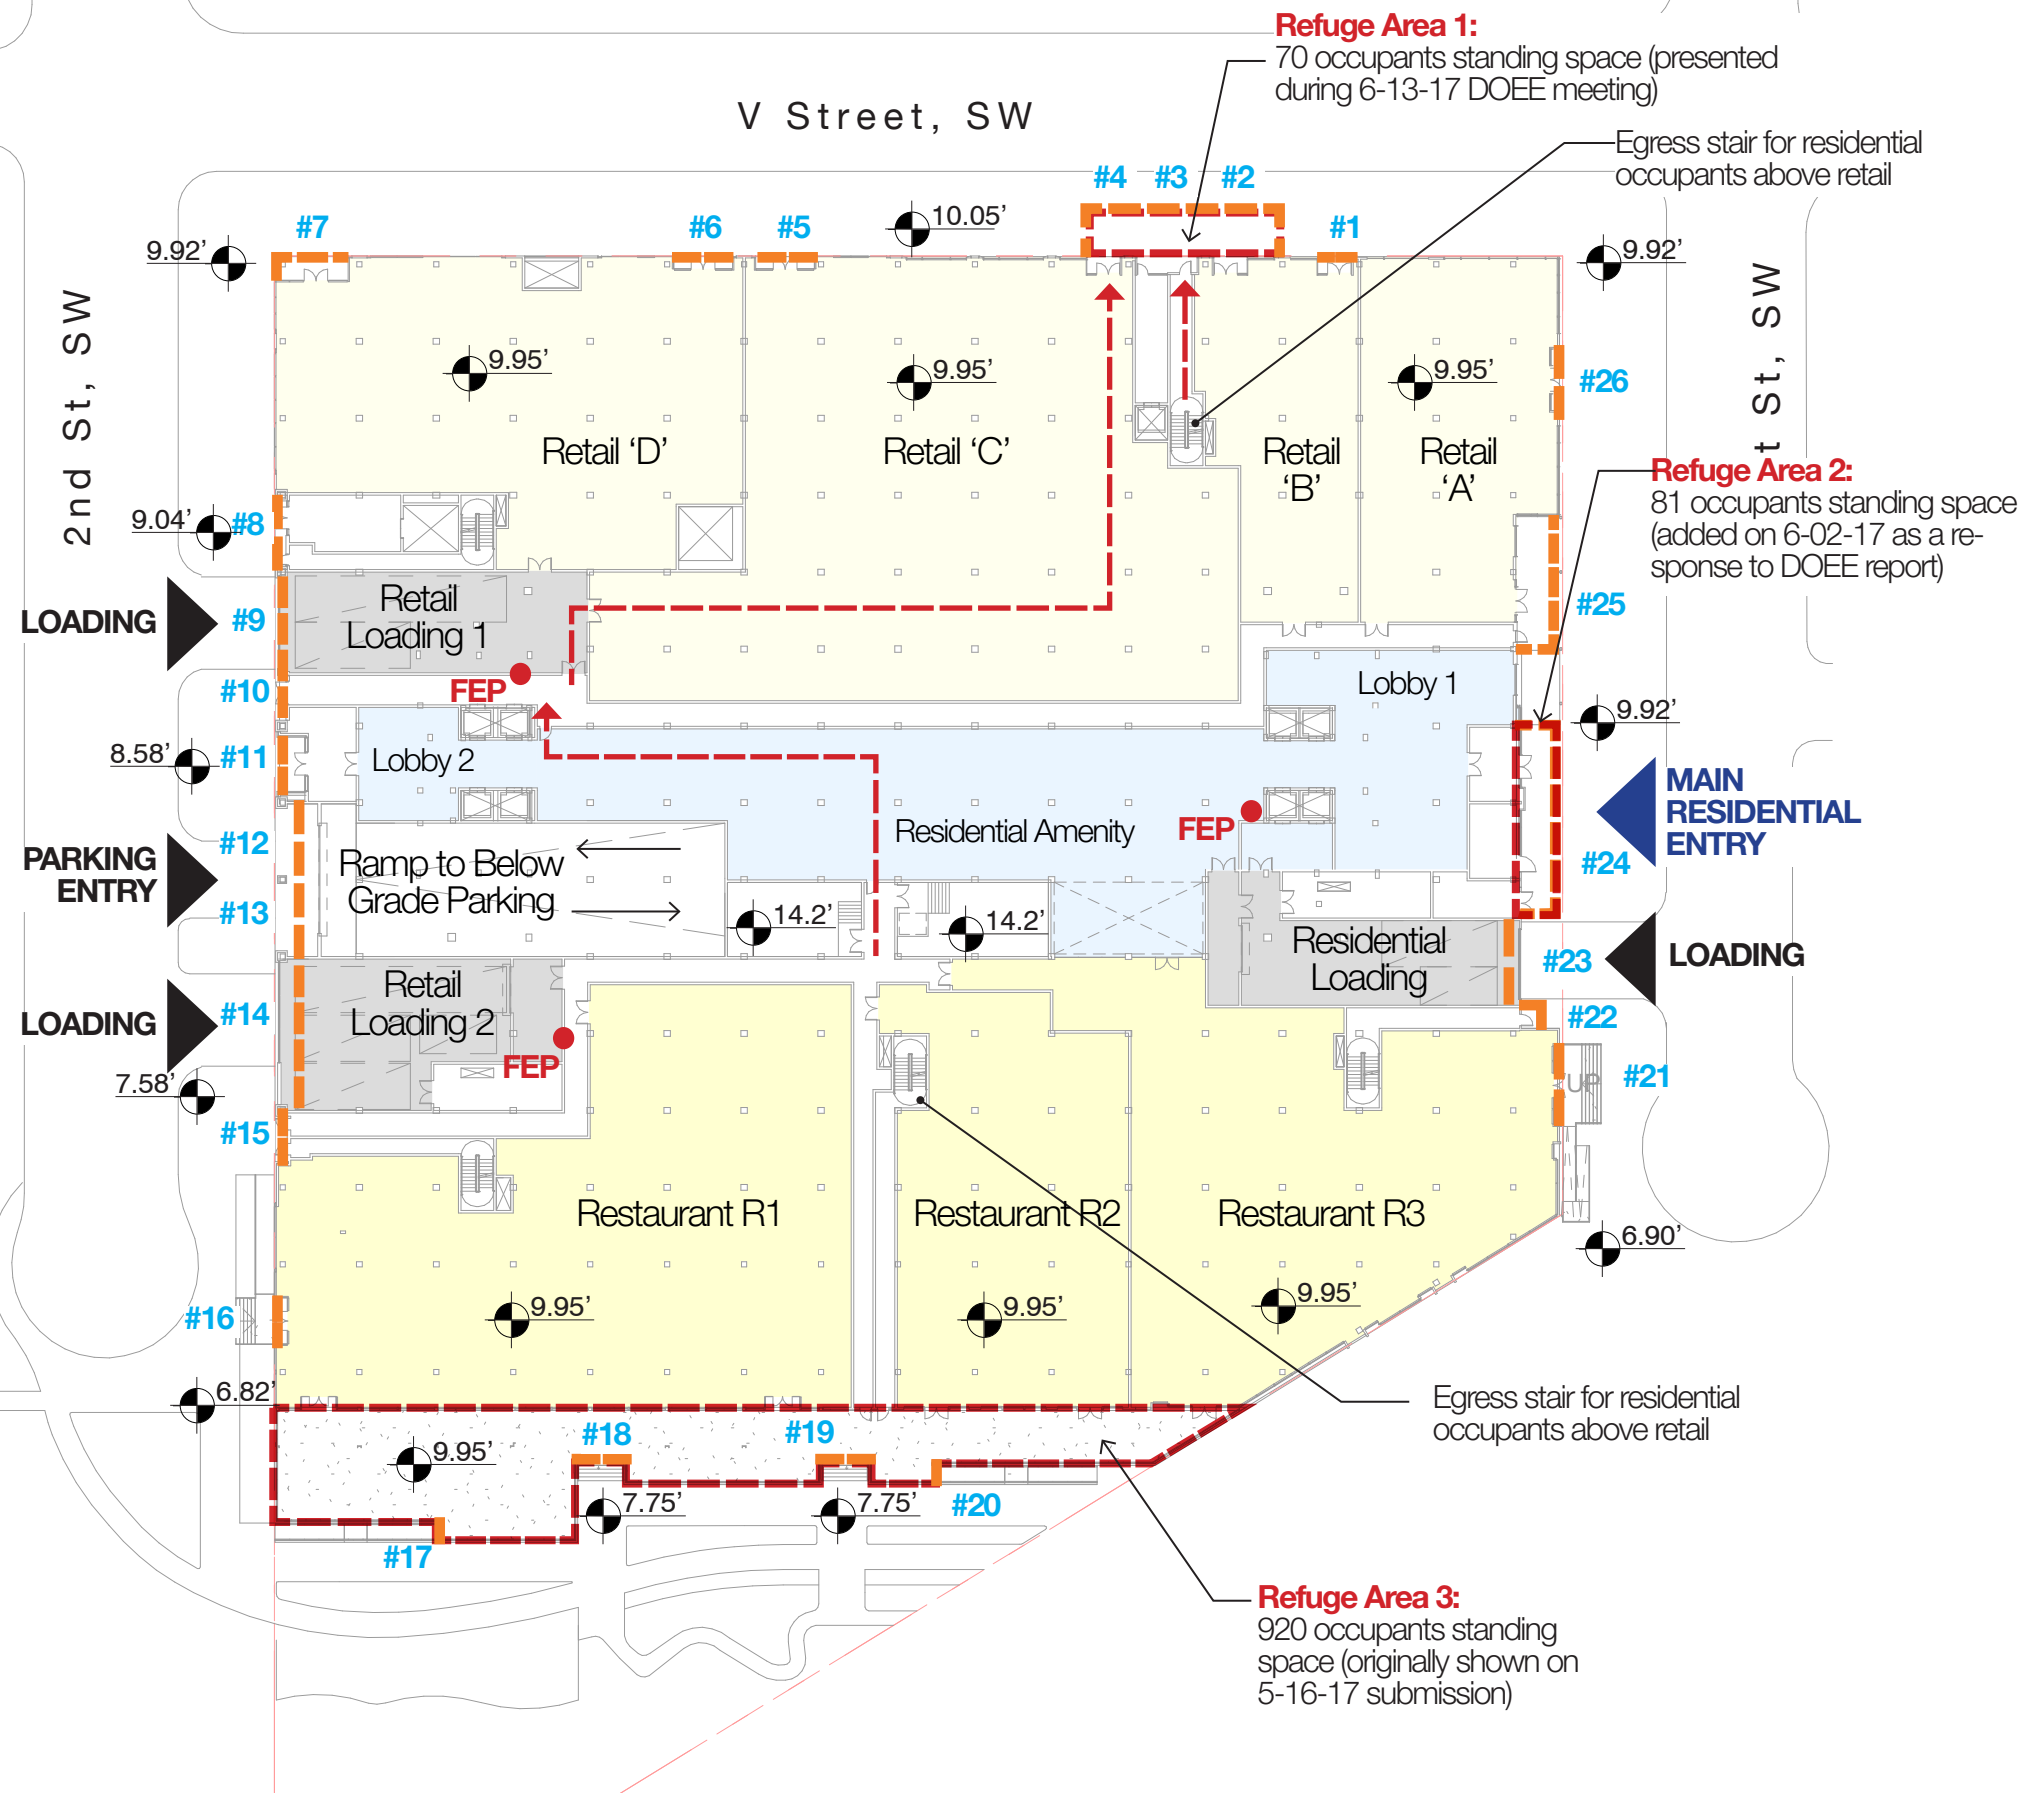 Refuge Area 1:
70 occupants standing space (presented
during 6-13-17 DOEE meeting)
V Street, SW
Egress stair for residential
occupants above retail
#4
#3
#2
#7
#6
#5
10.05'
#1
9.92'
9.92'
2nd St, SW
t St, SW
9.95'
9.95'
9.95'
#26
Retail 'D'
Retail 'C'
Retail
'B'
Retail
'A'
Refuge Area 2:
81 occupants standing space
(added on 6-02-17 as a re-
sponse to DOEE report)
9.04'
#8
LOADING
#9
Retail
Loading 1
#25
#10
FEP
Lobby 1
9.92'
8.58'
#11
Lobby 2
MAIN
RESIDENTIAL
ENTRY
#12
PARKING
ENTRY
#13
Ramp to Below
Grade Parking
Residential Amenity
FEP
#24
14.2'
14.2'
Residential
Loading
#23
LOADING
LOADING
#14
Retail
Loading 2
FEP
#22
7.58'
UP
#21
#15
Restaurant R1
Restaurant R2
Restaurant R3
6.90'
#16
9.95'
9.95'
9.95'
6.82'
Egress stair for residential
occupants above retail
#18
#19
9.95'
7.75'
7.75'
#20
#17
Refuge Area 3:
920 occupants standing
space (originally shown on
5-16-17 submission)